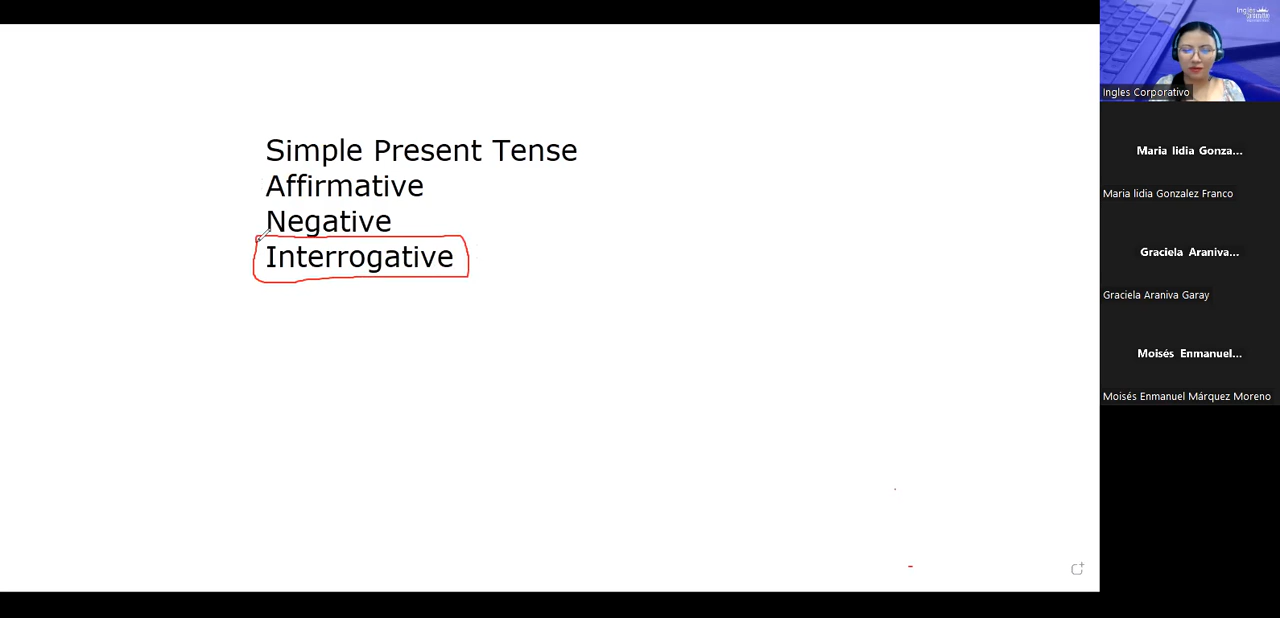 Simple Present Tense
Affirmative
Negative
Interrogative
Ingles
Ingles Corporativo
Maria lidia Gonza...
Maria lidia Gonzalez Franco
Graciela Araniva...
Graciela Araniva Garay
Moisés Enmanuel...
Moisés Enmanuel Márquez Moreno